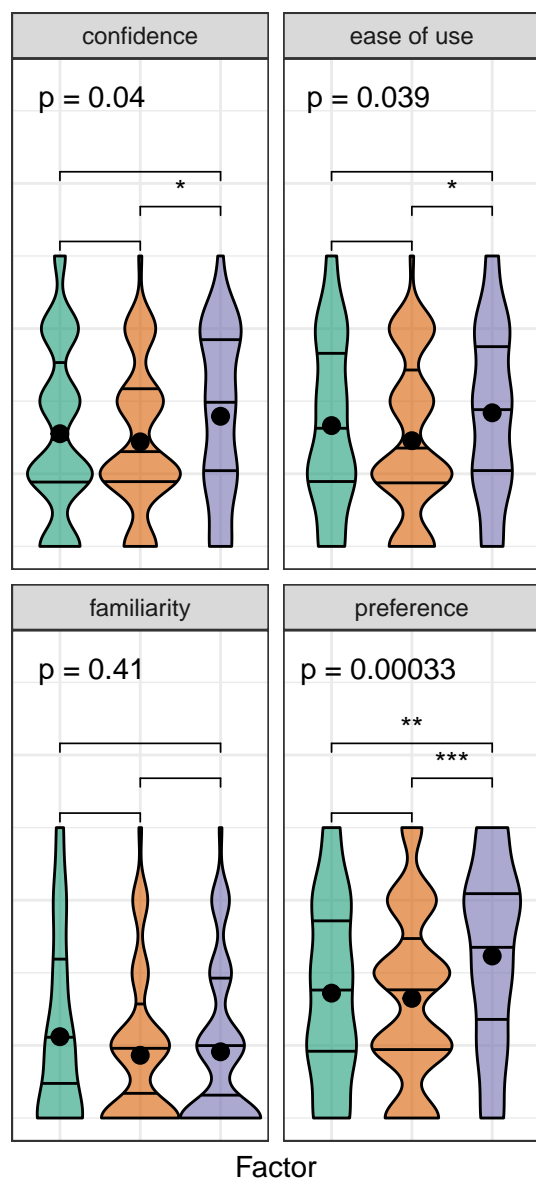 confidence
ease of use
p = 0.04
p = 0.039
*
*
familiarity
preference
p = 0.41
p = 0.00033
**
***
Factor